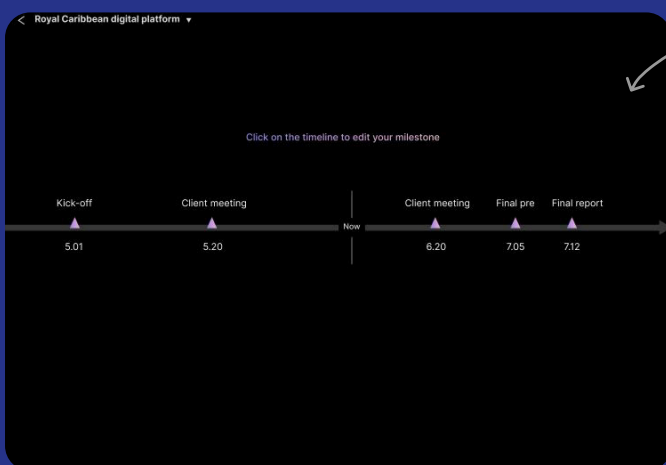 < Royal Caribbean digital platform ▼
Click on the timeline to edit your milestone
Kick-off Client meeting Client meeting Final pre Final report
Now
5.01 5.20 6.20 7.05 7.12